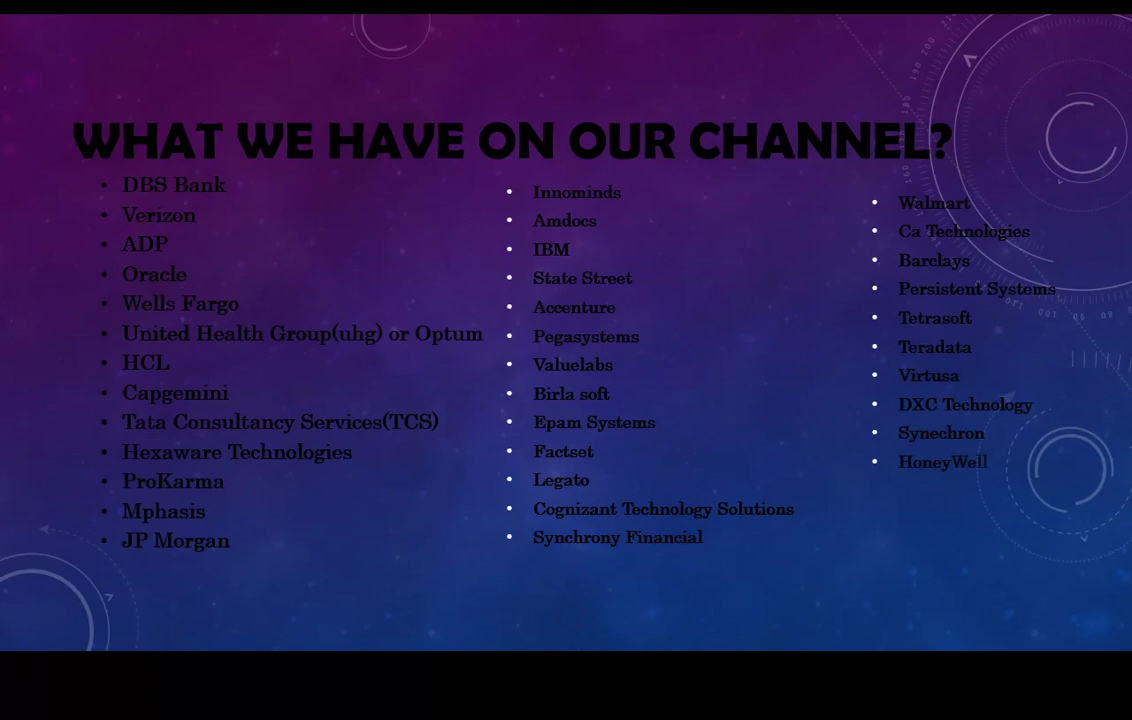 WHAT WE HAVE ON OUR CHANNEL?
• DBS Bank
• Verizon
• ADP
• Oracle
• Wells Fargo
• United Health Group(uhg) or Optum
• HCL
• Capgemini
• Tata Consultancy Services(TCS)
• Hexaware Technologies
• ProKarma
• Mphasis
• JP Morgan
• Innominds
• Amdocs
• IBM
• State Street
• Accenture
• Pegasystems
• Valuelabs
• Birla soft
• Epam Systems
• Factset
• Legato
• Cognizant Technology Solutions
• Synchrony Financial
• Walmart
• Ca Technologies
• Barclays
• Persistent Systems
• Tetrasoft
• Teradata
• Virtusa
• DXC Technology
• Synechron
• HoneyWell